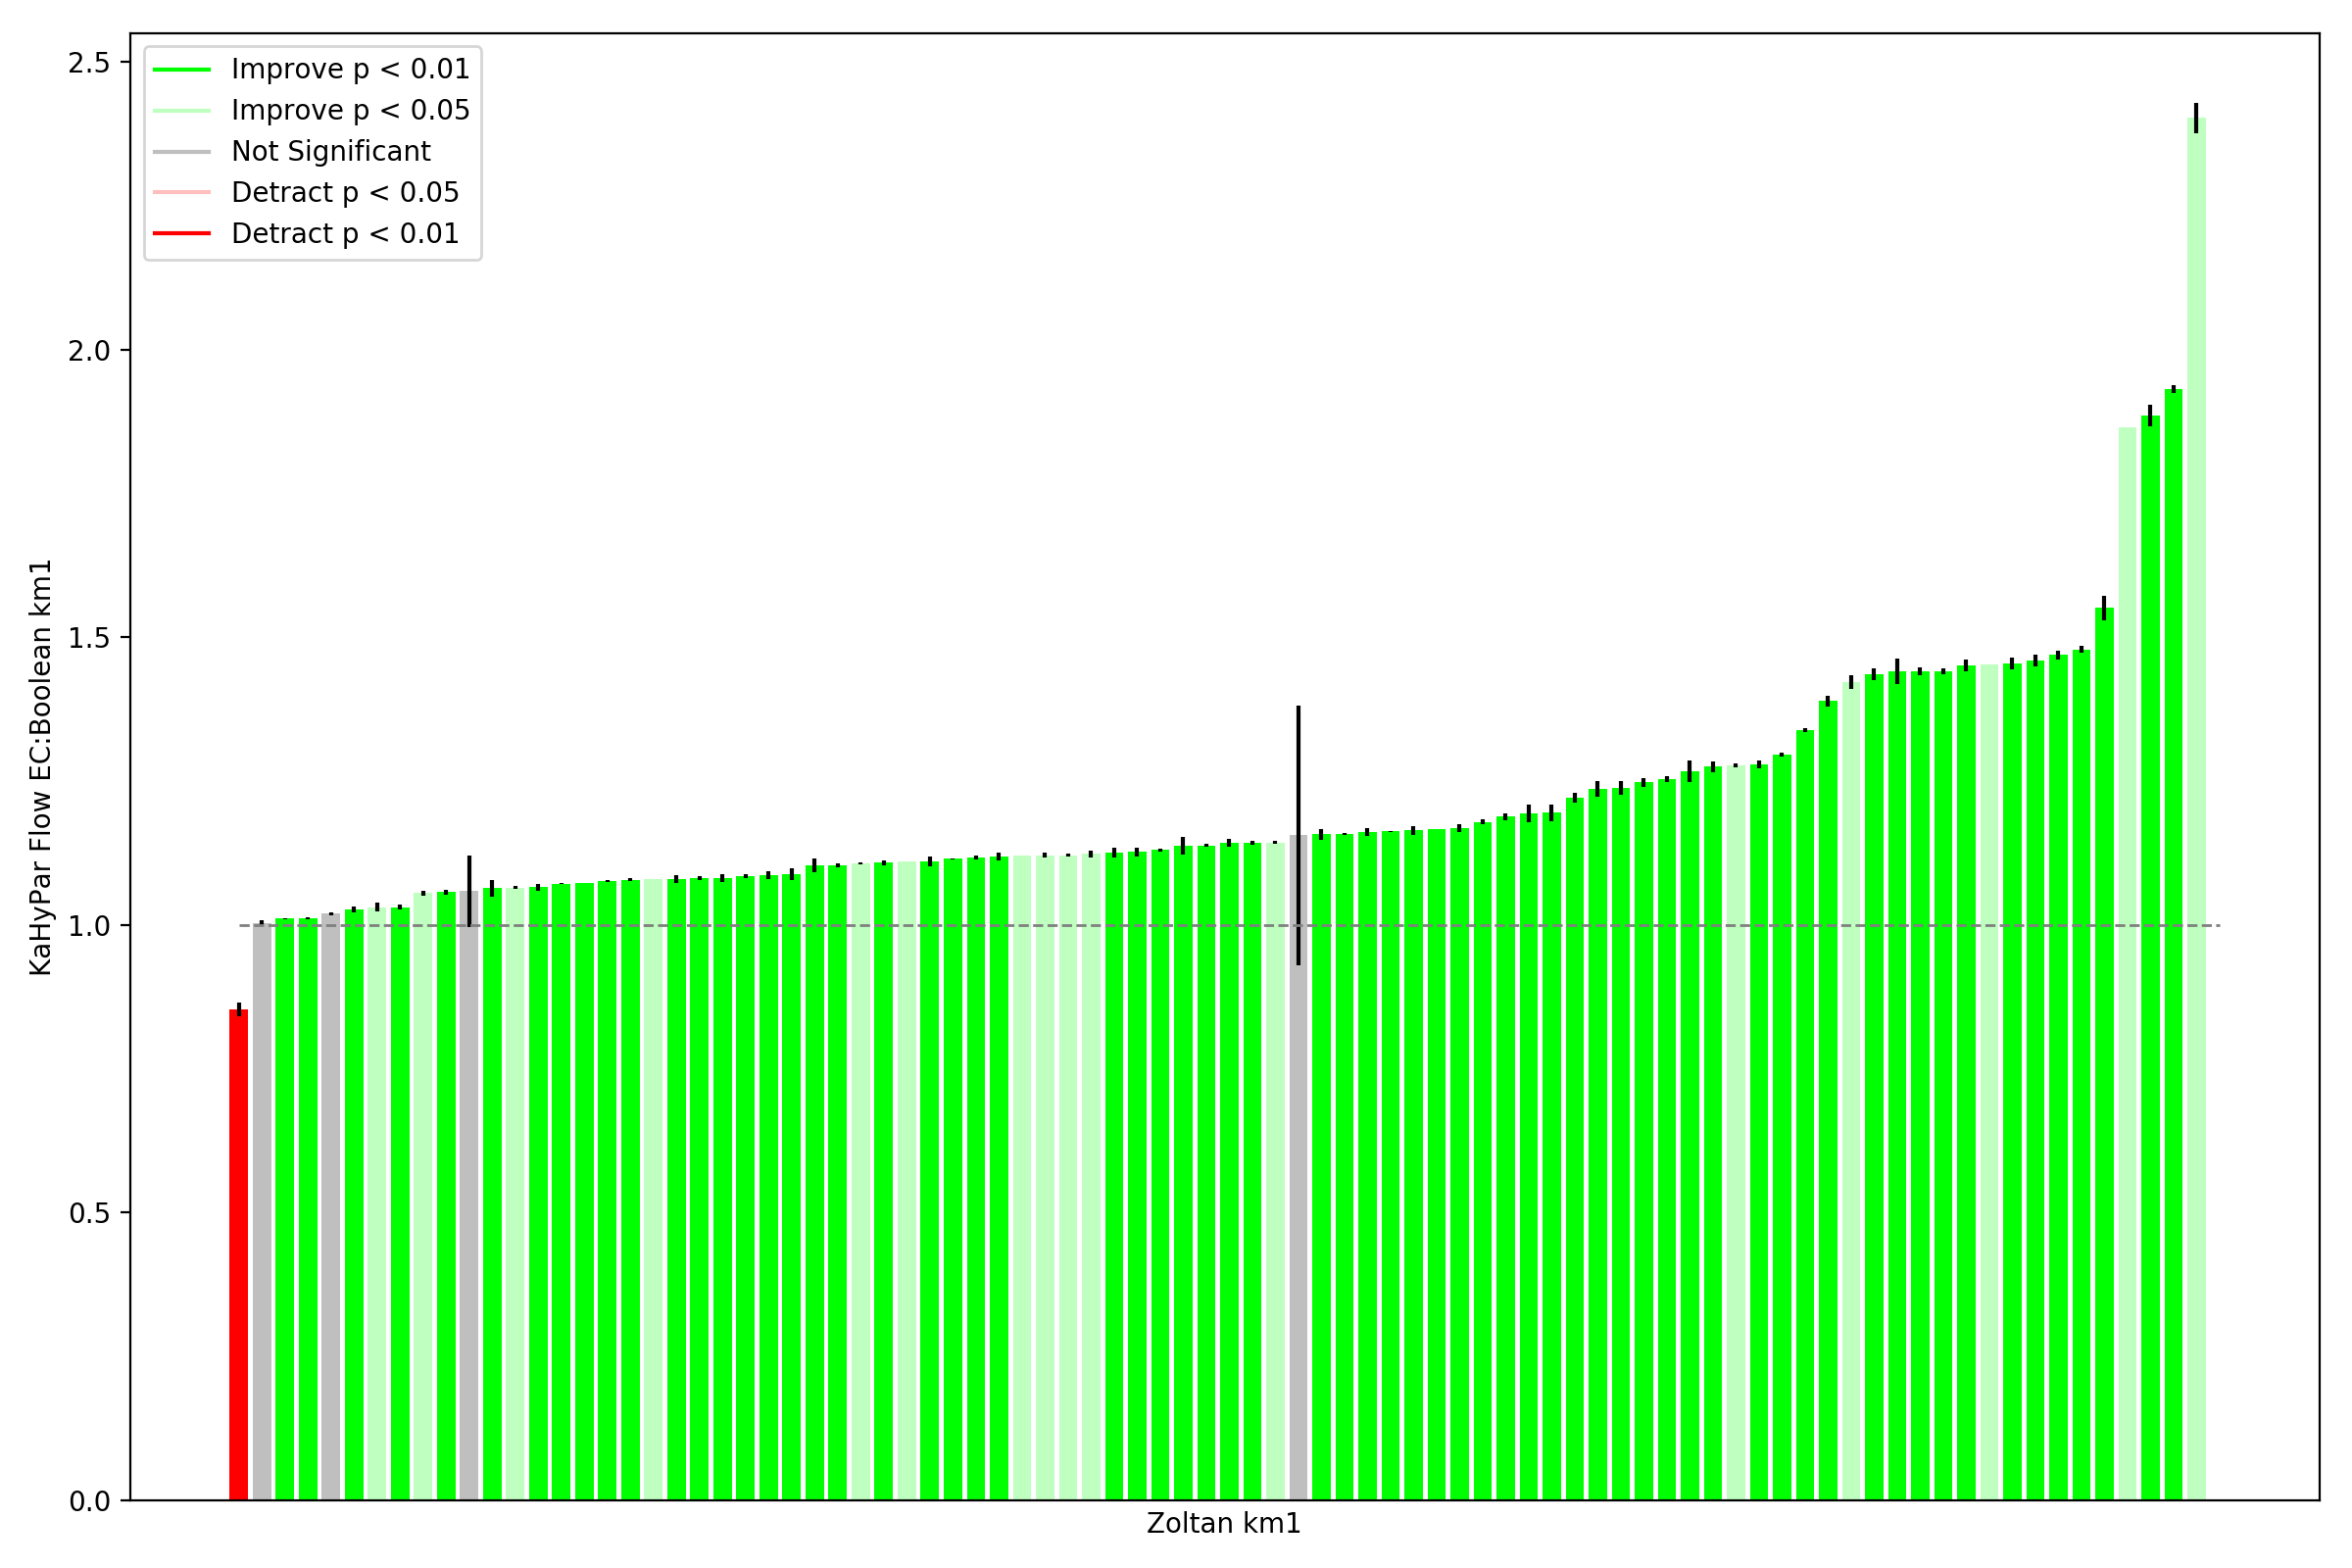 2.5
2.0
1.5
1.0
0.5
0.0
KaHyPar Flow EC:Boolean km1
Improve p < 0.01
Improve p < 0.05
Not Significant
Detract p < 0.05
Detract p < 0.01
Zoltan km1